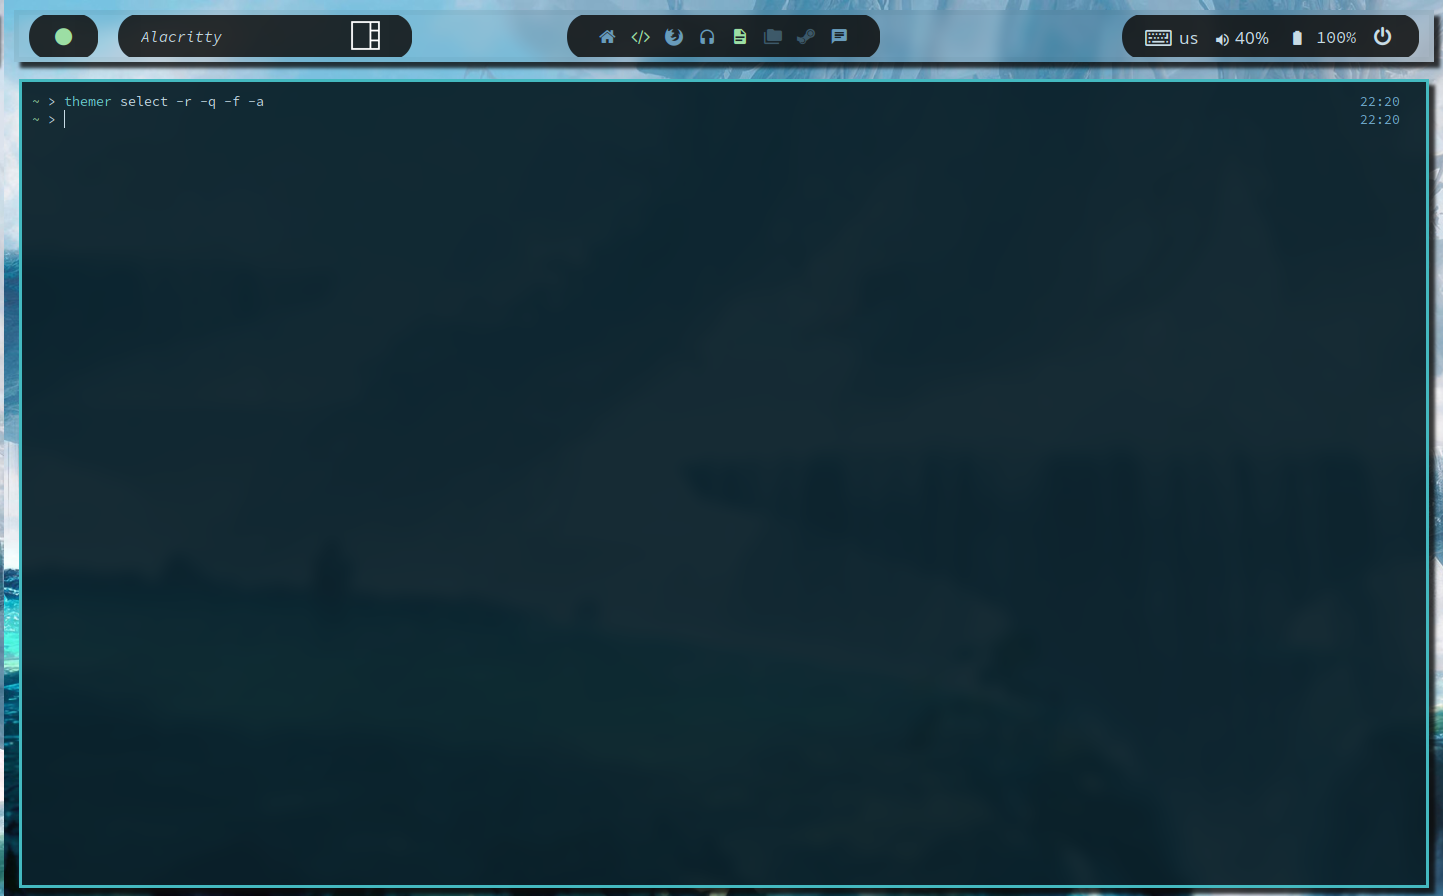 Alacritty
us 40% 100%
~ > themer select -r -q -f -a 22:20
~ > 22:20